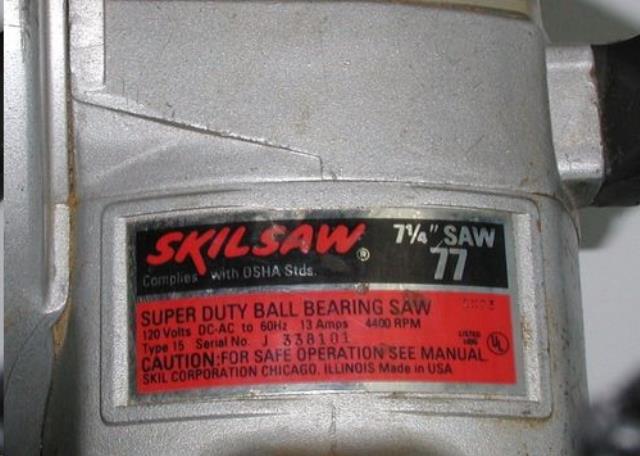 SKILSAW®
7¼" SAW
77
Complies with OSHA Stds.
SUPER DUTY BALL BEARING SAW
120 Volts DC-AC to 60Hz 13 Amps 4400 RPM
Type 15 Serial No. J 338101
LISTED
UL
CAUTION:FOR SAFE OPERATION SEE MANUAL
SKIL CORPORATION CHICAGO, ILLINOIS Made in USA